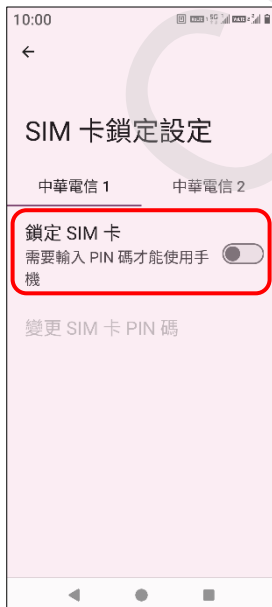 10:00
SIM 卡鎖定設定
中華電信 1
中華電信 2
鎖定 SIM 卡
需要輸入 PIN 碼才能使用手
機
變更 SIM 卡 PIN 碼